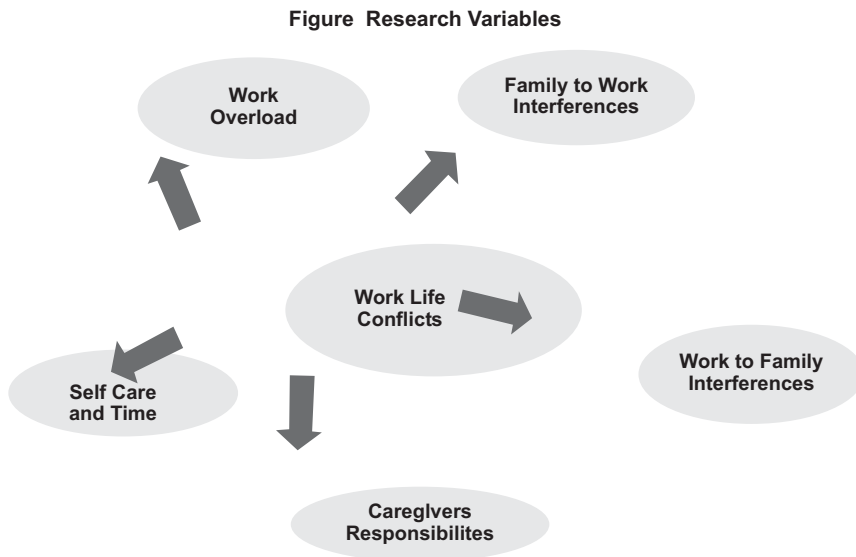 Figure Research Variables
Work
Overload
Family to Work
Interferences
Work Life
Conflicts
Work to Family
Interferences
Self Care
and Time
Careglvers
Responsibilites